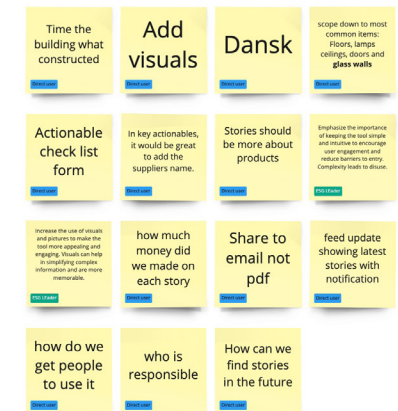 Time the
building what
constructed
Direct user
Add
visuals
Direct user
Dansk
Direct user
scope down to most
common items:
Floors, lamps
ceilings, doors and
glass walls
Direct user
Actionable
check list
form
Direct user
In key actionables,
it would be great
to add the
suppliers name.
Direct user
Stories should
be more about
products
Direct user
Emphasize the importance
of keeping the tool simple
and intuitive to encourage
user engagement and
reduce barriers to entry.
Complexity leads to disuse.
ESG LEader
Increase the use of visuals
and pictures to make the
tool more appealing and
engaging. Visuals can help
in simplifying complex
information and are more
memorable.
ESG LEader
how much
money did
we made on
each story
Direct user
Share to
email not
pdf
Direct user
feed update
showing latest
stories with
notification
Direct user
how do we
get people
to use it
Direct user
who is
responsible
Direct user
How can we
find stories
in the future
Direct user